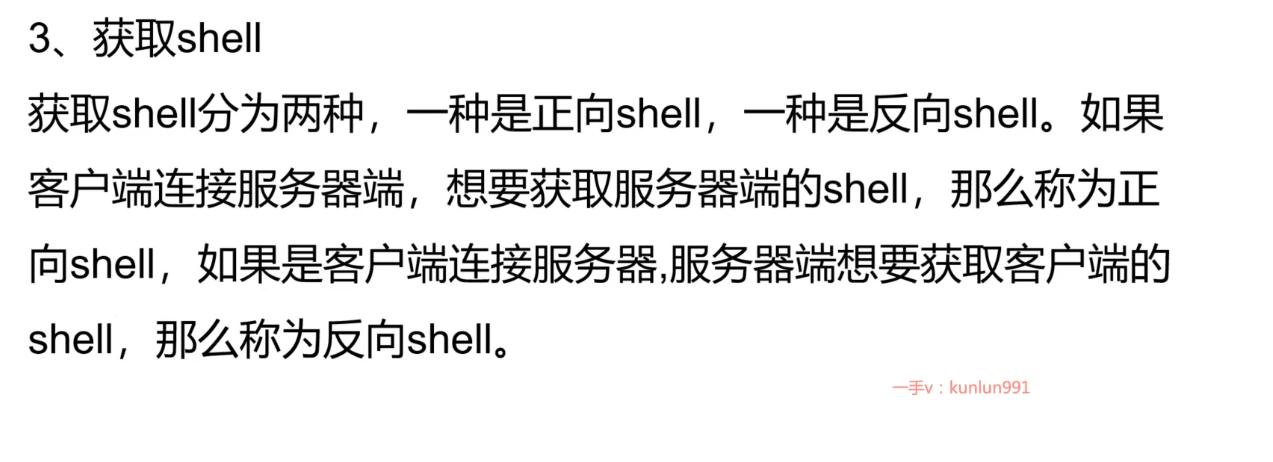 3、获取shell
获取shell分为两种，一种是正向shell，一种是反向shell。如果
客户端连接服务器端，想要获取服务器端的shell，那么称为正
向shell，如果是客户端连接服务器,服务器端想要获取客户端的
shell，那么称为反向shell。
一手v：kunlun991